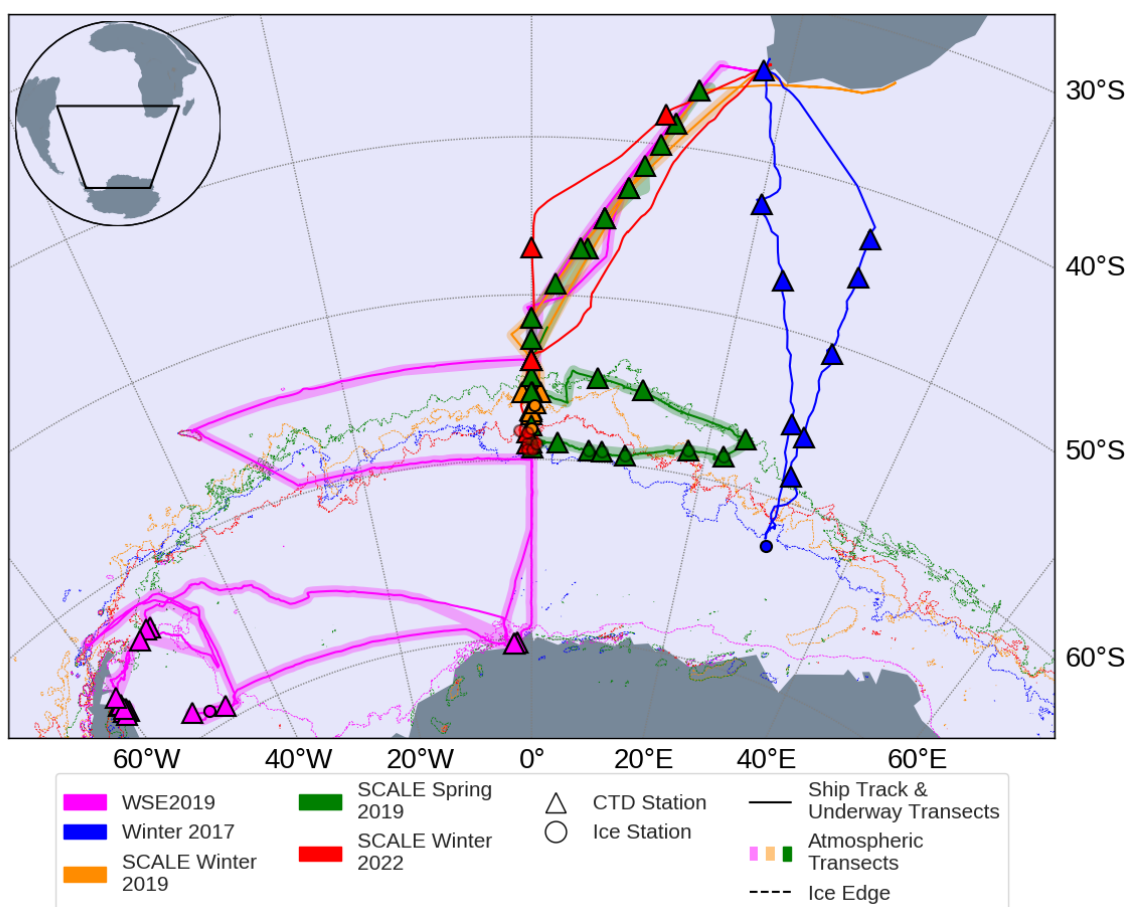 30°S
40°S
50°S
60°S
60°W 40°W 20°W 0° 20°E 40°E 60°E
WSE2019
Winter 2017
SCALE Winter
2019
SCALE Spring
2019
SCALE Winter
2022
CTD Station
Ice Station
Ship Track &
Underway Transects
Atmospheric
Transects
Ice Edge